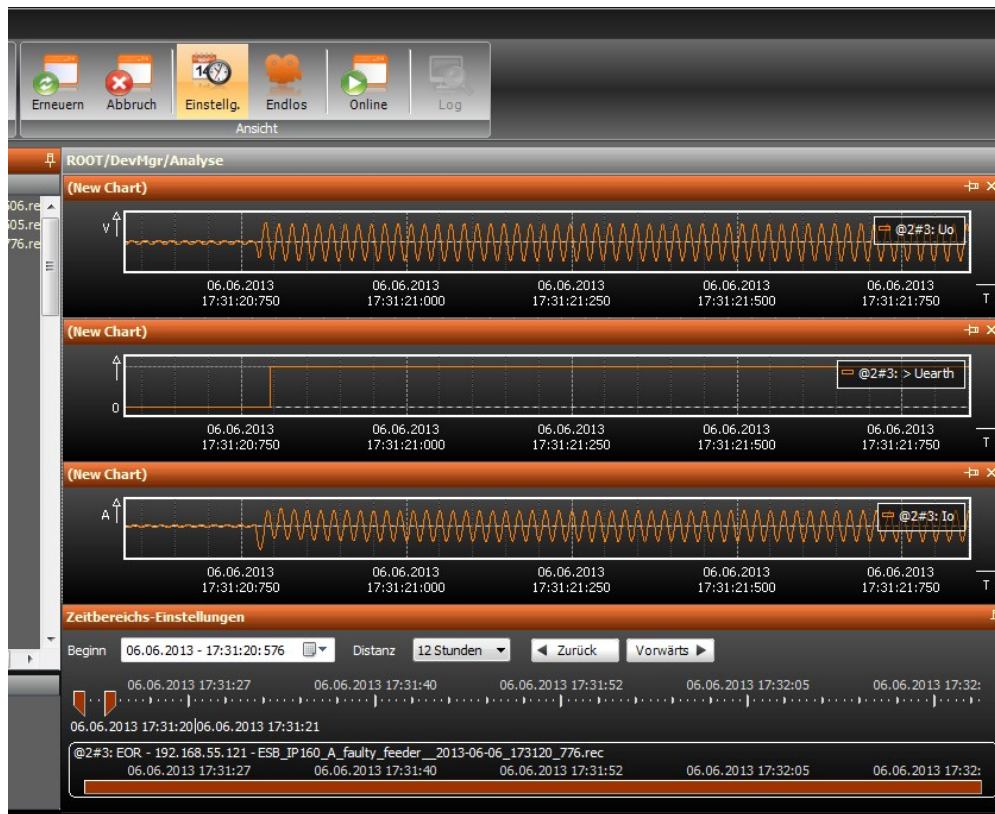 Erneuern Abbruch Einstellg. Endlos Online Log
Ansicht
ROOT/DevMgr/Analyse
06.re
05.re
776.re
(New Chart)
V
@2#3: Uo
06.06.2013 06.06.2013 06.06.2013 06.06.2013 06.06.2013
17:31:20:750 17:31:21:000 17:31:21:250 17:31:21:500 17:31:21:750
T
(New Chart)
@2#3: > Uearth
0
06.06.2013 06.06.2013 06.06.2013 06.06.2013 06.06.2013
17:31:20:750 17:31:21:000 17:31:21:250 17:31:21:500 17:31:21:750
T
(New Chart)
A
@2#3: Io
06.06.2013 06.06.2013 06.06.2013 06.06.2013 06.06.2013
17:31:20:750 17:31:21:000 17:31:21:250 17:31:21:500 17:31:21:750
T
Zeitbereichs-Einstellungen
Beginn 06.06.2013 - 17:31:20:576 Distanz 12 Stunden Zurück Vorwärts
06.06.2013 17:31:27 06.06.2013 17:31:40 06.06.2013 17:31:52 06.06.2013 17:32:05 06.06.2013 17:32:
06.06.2013 17:31:20|06.06.2013 17:31:21
@2#3: EOR - 192.168.55.121 - ESB_IP160_A_faulty_feeder__2013-06-06_173120_776.rec
06.06.2013 17:31:27 06.06.2013 17:31:40 06.06.2013 17:31:52 06.06.2013 17:32:05 06.06.2013 17:32: